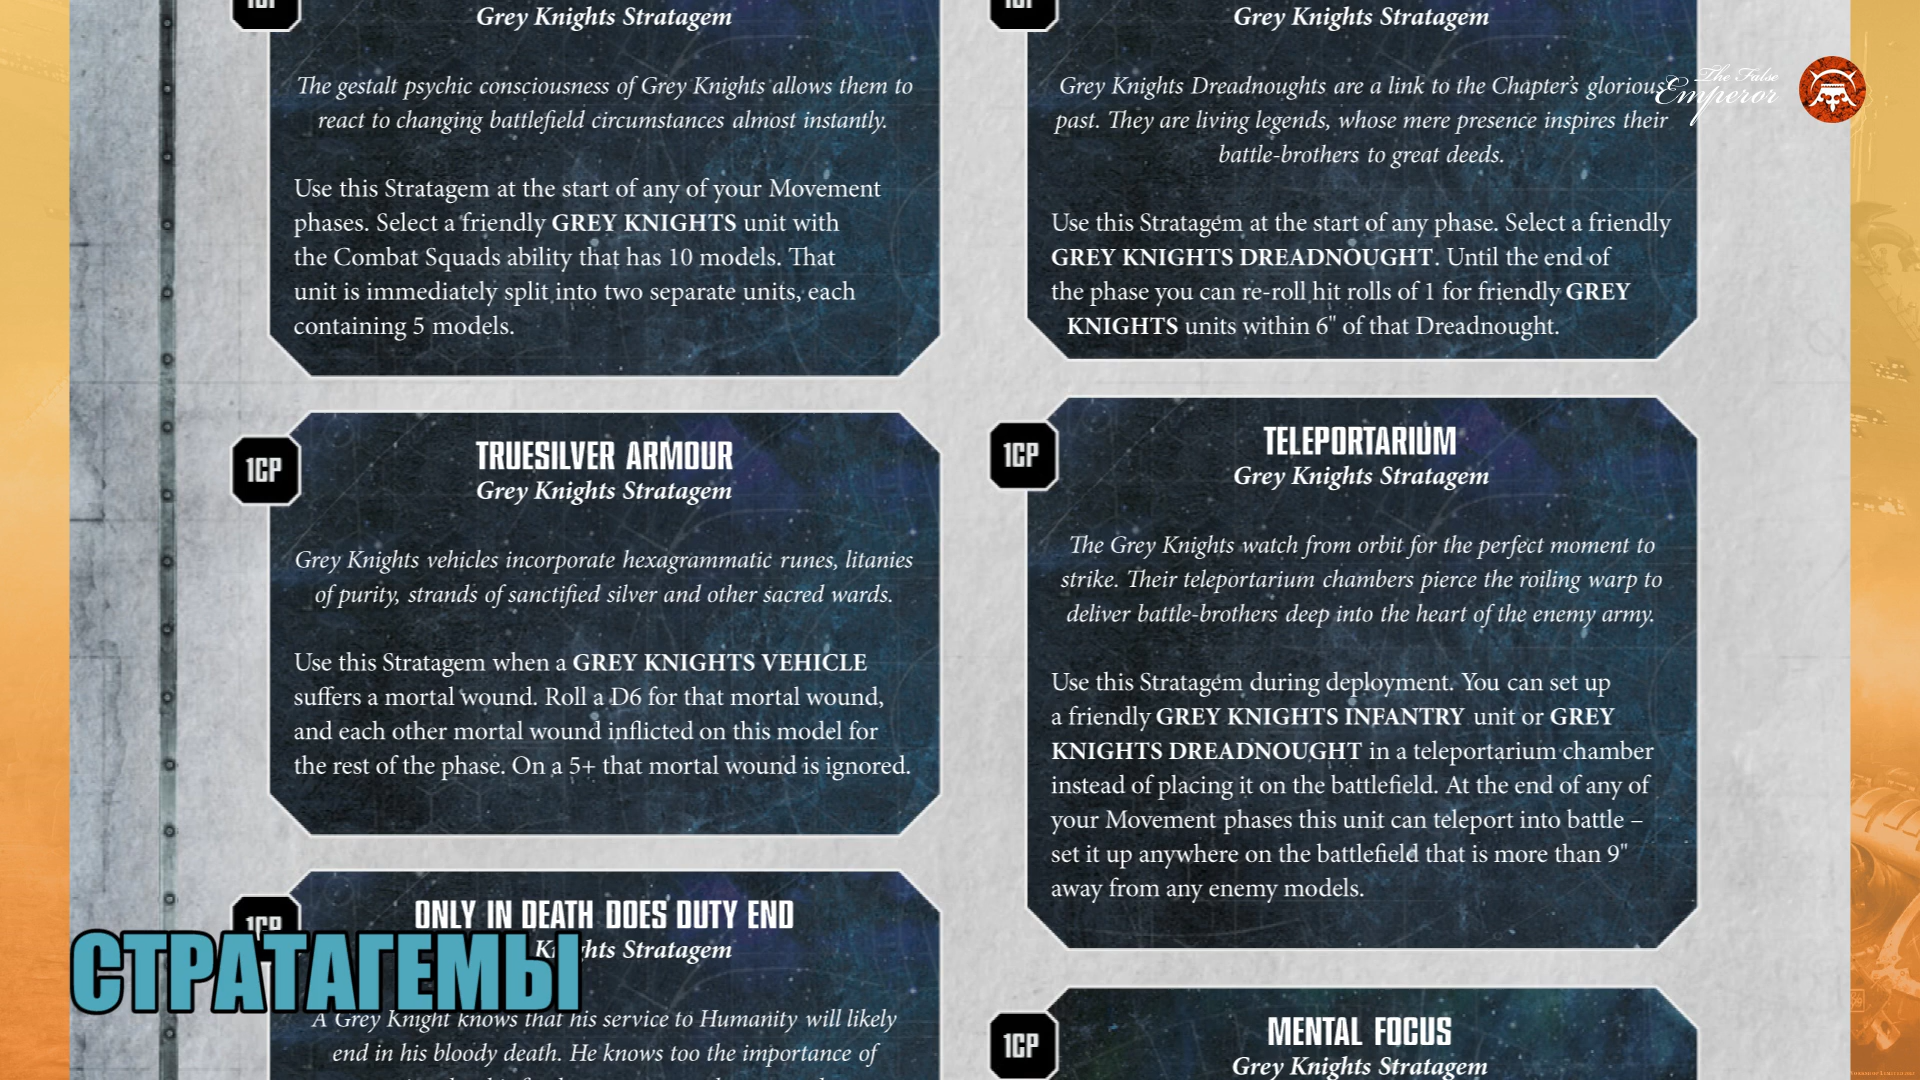 Grey Knights Stratagem
The gestalt psychic consciousness of Grey Knights allows them to
react to changing battlefield circumstances almost instantly.
Use this Stratagem at the start of any of your Movement
phases. Select a friendly GREY KNIGHTS unit with
the Combat Squads ability that has 10 models. That
unit is immediately split into two separate units, each
containing 5 models.
1CP
TRUESILVER ARMOUR
Grey Knights Stratagem
Grey Knights vehicles incorporate hexagrammatic runes, litanies
of purity, strands of sanctified silver and other sacred wards.
Use this Stratagem when a GREY KNIGHTS VEHICLE
suffers a mortal wound. Roll a D6 for that mortal wound,
and each other mortal wound inflicted on this model for
the rest of the phase. On a 5+ that mortal wound is ignored.
1CP
ONLY IN DEATH DOES DUTY END
Knights Stratagem
СТРАТАГЕМЫ
A Grey Knight knows that his service to Humanity will likely
end in his bloody death. He knows too the importance of
Grey Knights Stratagem
Grey Knights Dreadnoughts are a link to the Chapter's glorious
past. They are living legends, whose mere presence inspires their
battle-brothers to great deeds.
Use this Stratagem at the start of any phase. Select a friendly
GREY KNIGHTS DREADNOUGHT. Until the end of
the phase you can re-roll hit rolls of 1 for friendly GREY
KNIGHTS units within 6" of that Dreadnought.
1CP
TELEPORTARIUM
Grey Knights Stratagem
The Grey Knights watch from orbit for the perfect moment to
strike. Their teleportarium chambers pierce the roiling warp to
deliver battle-brothers deep into the heart of the enemy army.
Use this Stratagem during deployment. You can set up
a friendly GREY KNIGHTS INFANTRY unit or GREY
KNIGHTS DREADNOUGHT in a teleportarium chamber
instead of placing it on the battlefield. At the end of any of
your Movement phases this unit can teleport into battle –
set it up anywhere on the battlefield that is more than 9"
away from any enemy models.
1CP
MENTAL FOCUS
Grey Knights Stratagem
The False
Emperor